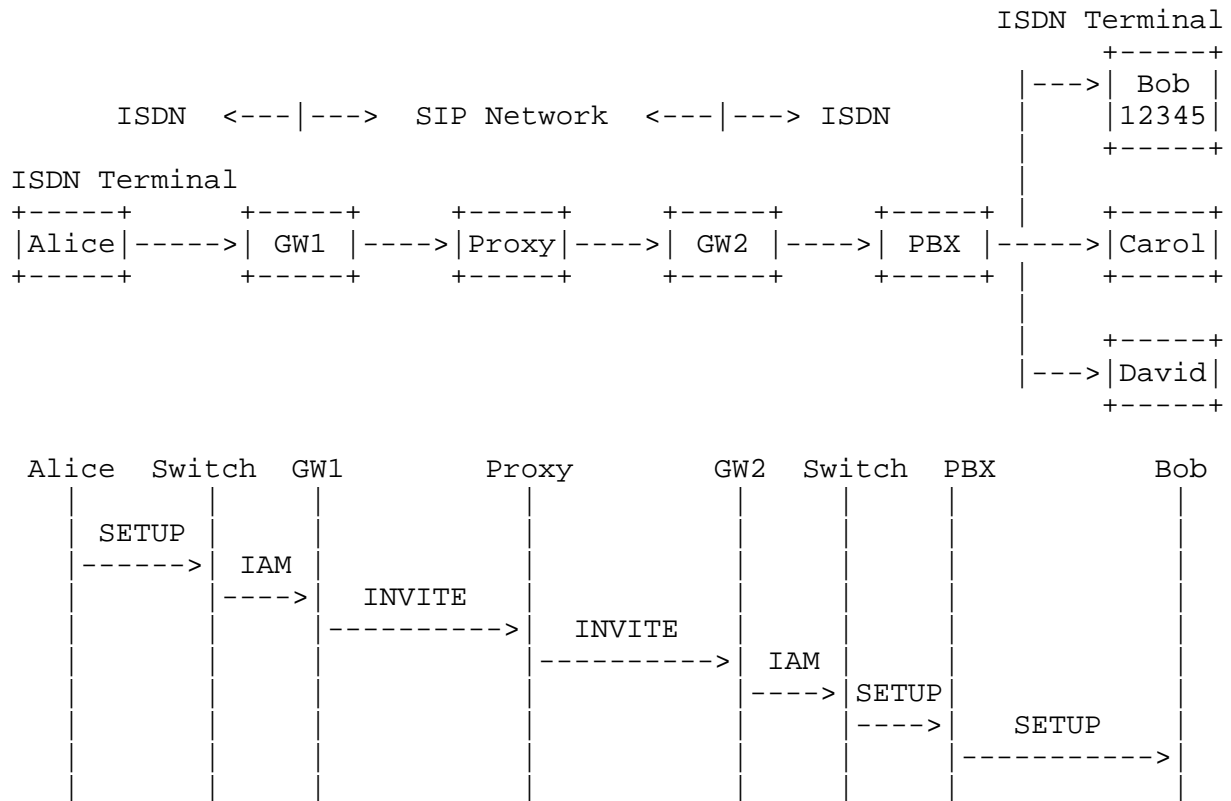 ISDN Terminal
                                                               +-----+
                                                          |--->| Bob |
      ISDN  <---|--->  SIP Network  <---|---> ISDN        |    |12345|
                                                          |    +-----+
ISDN Terminal                                             |
+-----+      +-----+     +-----+     +-----+     +-----+  |    +-----+
|Alice|----->| GW1 |---->|Proxy|---->| GW2 |---->| PBX |------>|Carol|
+-----+      +-----+     +-----+     +-----+     +-----+  |    +-----+
                                                          |
                                                          |    +-----+
                                                          |--->|David|
                                                               +-----+
 Alice  Switch  GW1         Proxy        GW2  Switch  PBX         Bob
   |       |     |           |           |     |     |            |
   | SETUP |     |           |           |     |     |            |
   |------>| IAM |           |           |     |     |            |
   |       |---->|  INVITE   |           |     |     |            |
   |       |     |---------->|  INVITE   |     |     |            |
   |       |     |           |---------->| IAM |     |            |
   |       |     |           |           |---->|SETUP|            |
   |       |     |           |           |     |---->|   SETUP    |
   |       |     |           |           |     |     |----------->|
   |       |     |           |           |     |     |            |